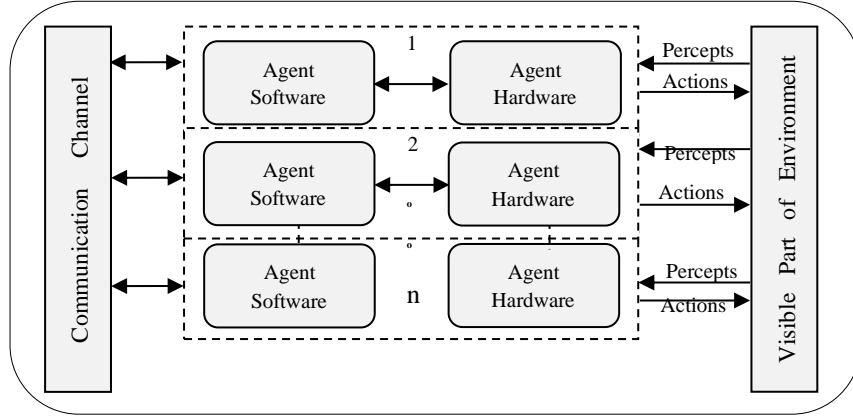 Communication Channel
1
Agent
Software
Agent
Hardware
Percepts
Actions
2
Agent
Software
Agent
Hardware
Percepts
Actions
Agent
Software
n
Agent
Hardware
Percepts
Actions
Visible Part of Environment